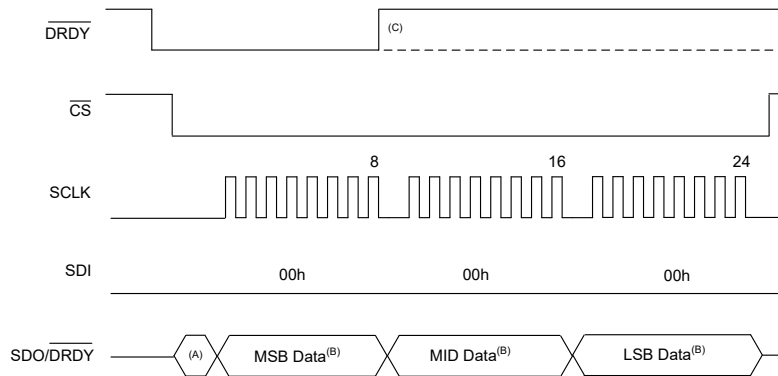 DRDY
(C)
CS
8
16
24
SCLK
SDI
00h
00h
00h
SDO/DRDY
(A)
MSB Data(B)
MID Data(B)
LSB Data(B)